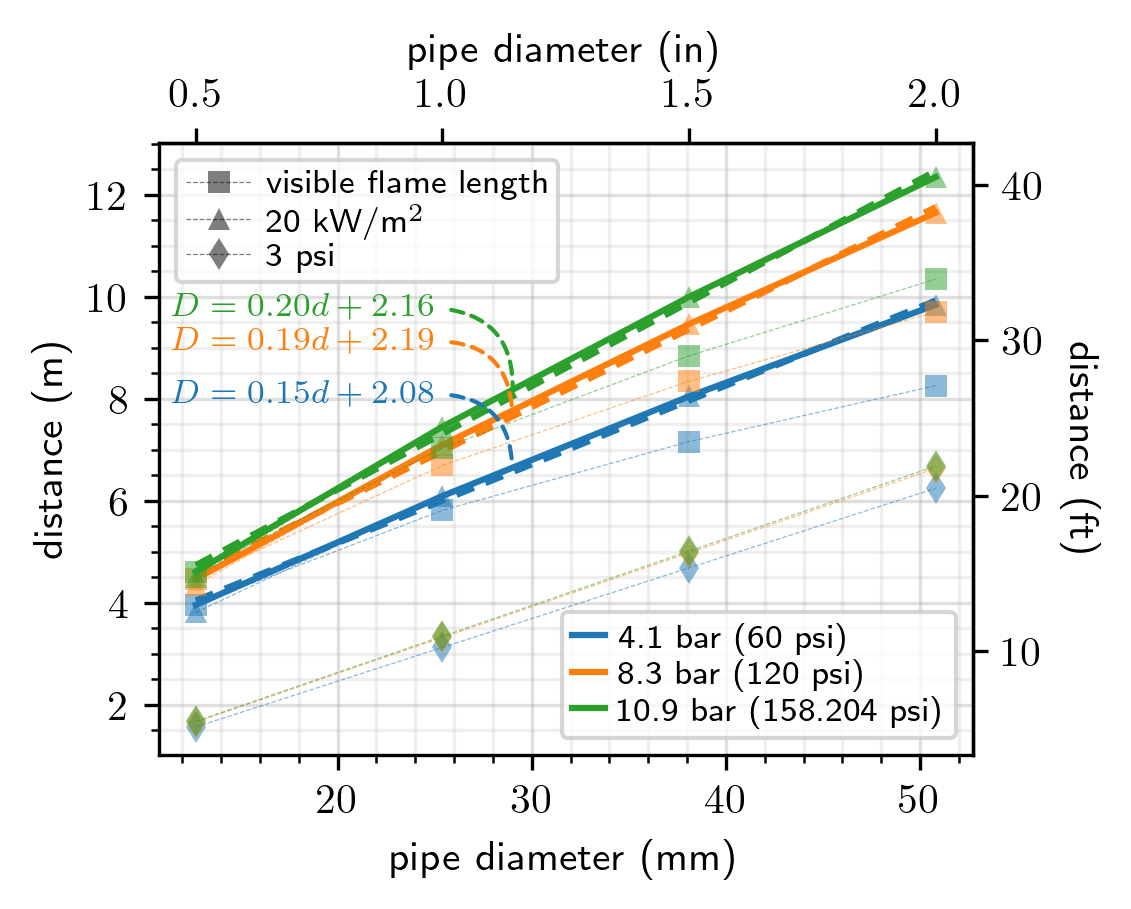 pipe diameter (in)
0.5 1.0 1.5 2.0
visible flame length
20 kW/m²
3 psi
D = 0.20d + 2.16
D = 0.19d + 2.19
D = 0.15d + 2.08
12
10
8
6
4
2
distance (m)
40
30
20
10
distance (ft)
4.1 bar (60 psi)
8.3 bar (120 psi)
10.9 bar (158.204 psi)
20 30 40 50
pipe diameter (mm)